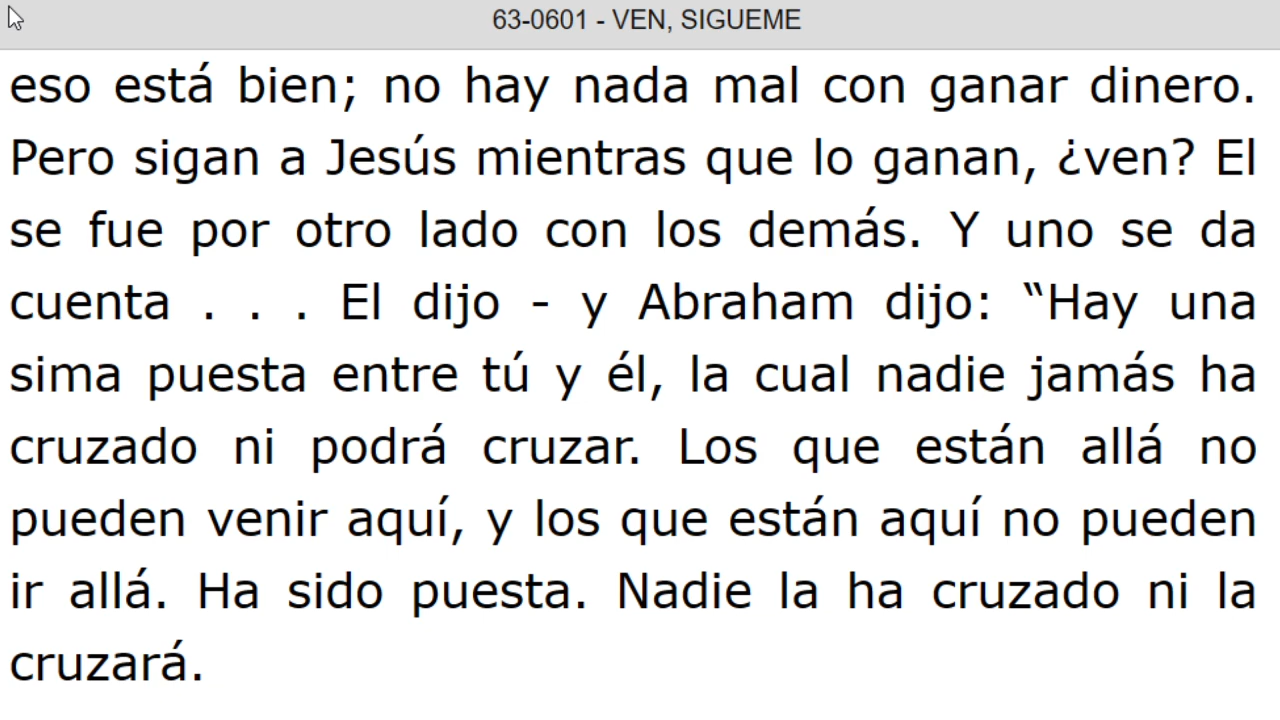 63-0601 - VEN, SIGUEME
eso está bien; no hay nada mal con ganar dinero.
Pero sigan a Jesús mientras que lo ganan, ¿ven? El
se fue por otro lado con los demás. Y uno se da
cuenta . . . El dijo - y Abraham dijo: “Hay una
sima puesta entre tú y él, la cual nadie jamás ha
cruzado ni podrá cruzar. Los que están allá no
pueden venir aquí, y los que están aquí no pueden
ir allá. Ha sido puesta. Nadie la ha cruzado ni la
cruzará.